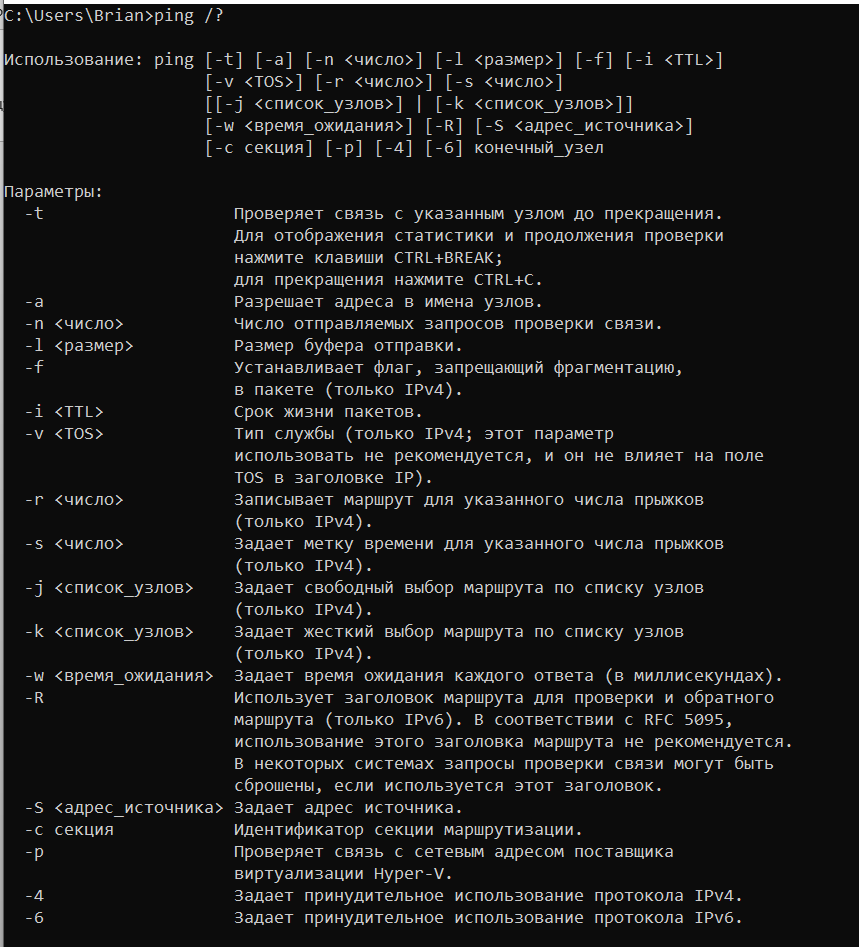 C:\Users\Brian>ping /?
Использование: ping [-t] [-a] [-n <число>] [-l <размер>] [-f] [-i <TTL>]
[-v <TOS>] [-r <число>] [-s <число>]
[[-j <список_узлов>] | [-k <список_узлов>]]
[-w <время_ожидания>] [-R] [-S <адрес_источника>]
[-c секция] [-p] [-4] [-6] конечный_узел
Параметры:
-t Проверяет связь с указанным узлом до прекращения.
Для отображения статистики и продолжения проверки
нажмите клавиши CTRL+BREAK;
для прекращения нажмите CTRL+C.
-a Разрешает адреса в имена узлов.
-n <число> Число отправляемых запросов проверки связи.
-l <размер> Размер буфера отправки.
-f Устанавливает флаг, запрещающий фрагментацию,
в пакете (только IPv4).
-i <TTL> Срок жизни пакетов.
-v <TOS> Тип службы (только IPv4; этот параметр
использовать не рекомендуется, и он не влияет на поле
TOS в заголовке IP).
-r <число> Записывает маршрут для указанного числа прыжков
(только IPv4).
-s <число> Задает метку времени для указанного числа прыжков
(только IPv4).
-j <список_узлов> Задает свободный выбор маршрута по списку узлов
(только IPv4).
-k <список_узлов> Задает жесткий выбор маршрута по списку узлов
(только IPv4).
-w <время_ожидания> Задает время ожидания каждого ответа (в миллисекундах).
-R Использует заголовок маршрута для проверки и обратного
маршрута (только IPv6). В соответствии с RFC 5095,
использование этого заголовка маршрута не рекомендуется.
В некоторых системах запросы проверки связи могут быть
сброшены, если используется этот заголовок.
-S <адрес_источника> Задает адрес источника.
-c секция Идентификатор секции маршрутизации.
-p Проверяет связь с сетевым адресом поставщика
виртуализации Hyper-V.
-4 Задает принудительное использование протокола IPv4.
-6 Задает принудительное использование протокола IPv6.